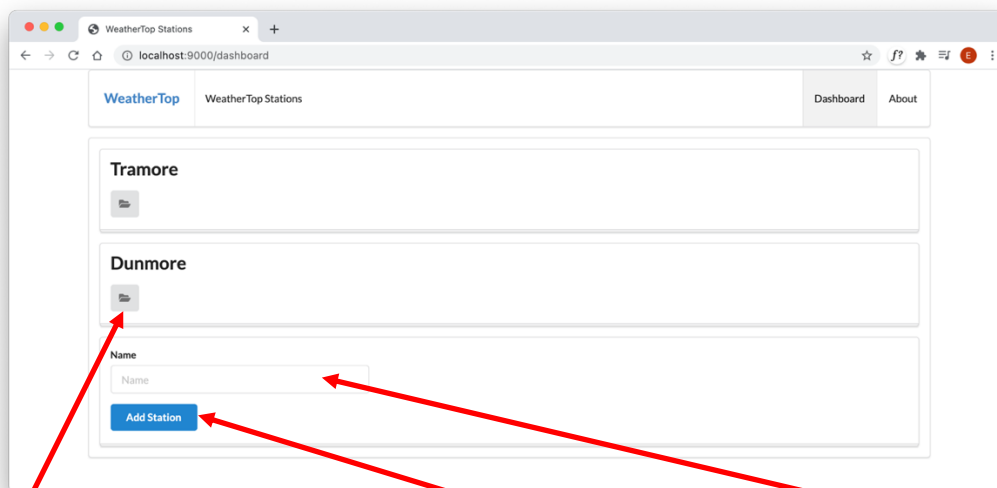 WeatherTop Stations
localhost:9000/dashboard
f?
E
WeatherTop WeatherTop Stations Dashboard About
Tramore
Dunmore
Name
Name
Add Station